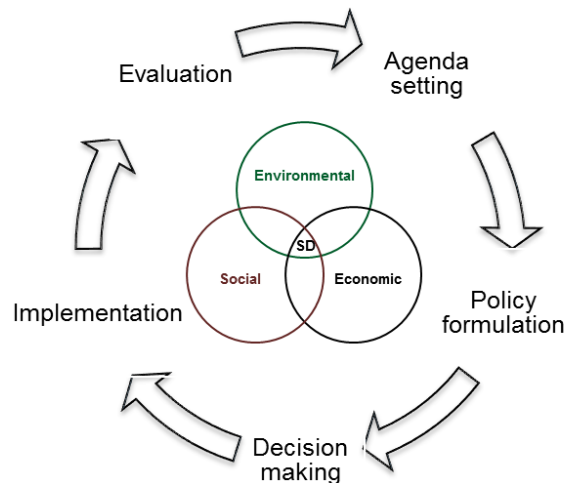 Evaluation
Agenda
setting
Environmental
SD
Social
Economic
Implementation
Policy
formulation
Decision
making